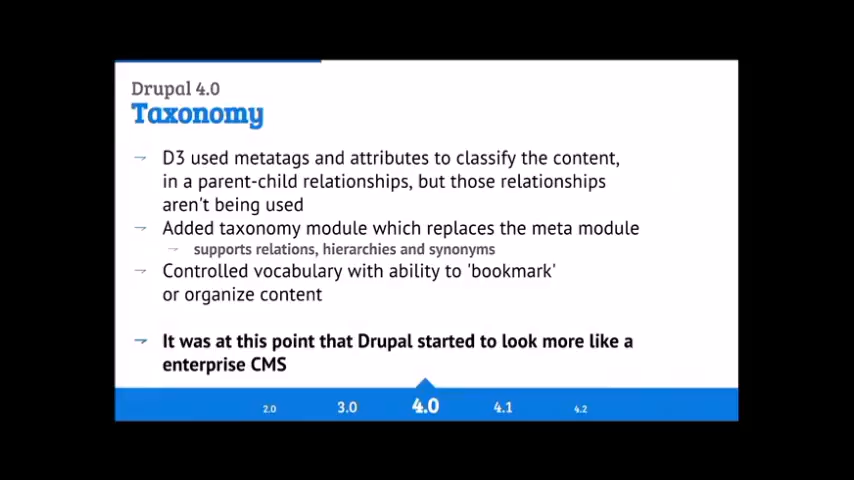 Drupal 4.0
Taxonomy
→ D3 used metatags and attributes to classify the content,
in a parent-child relationships, but those relationships
aren't being used
→ Added taxonomy module which replaces the meta module
→ supports relations, hierarchies and synonyms
→ Controlled vocabulary with ability to 'bookmark'
or organize content
→ It was at this point that Drupal started to look more like a
enterprise CMS
2.0 3.0 4.0 4.1 4.2